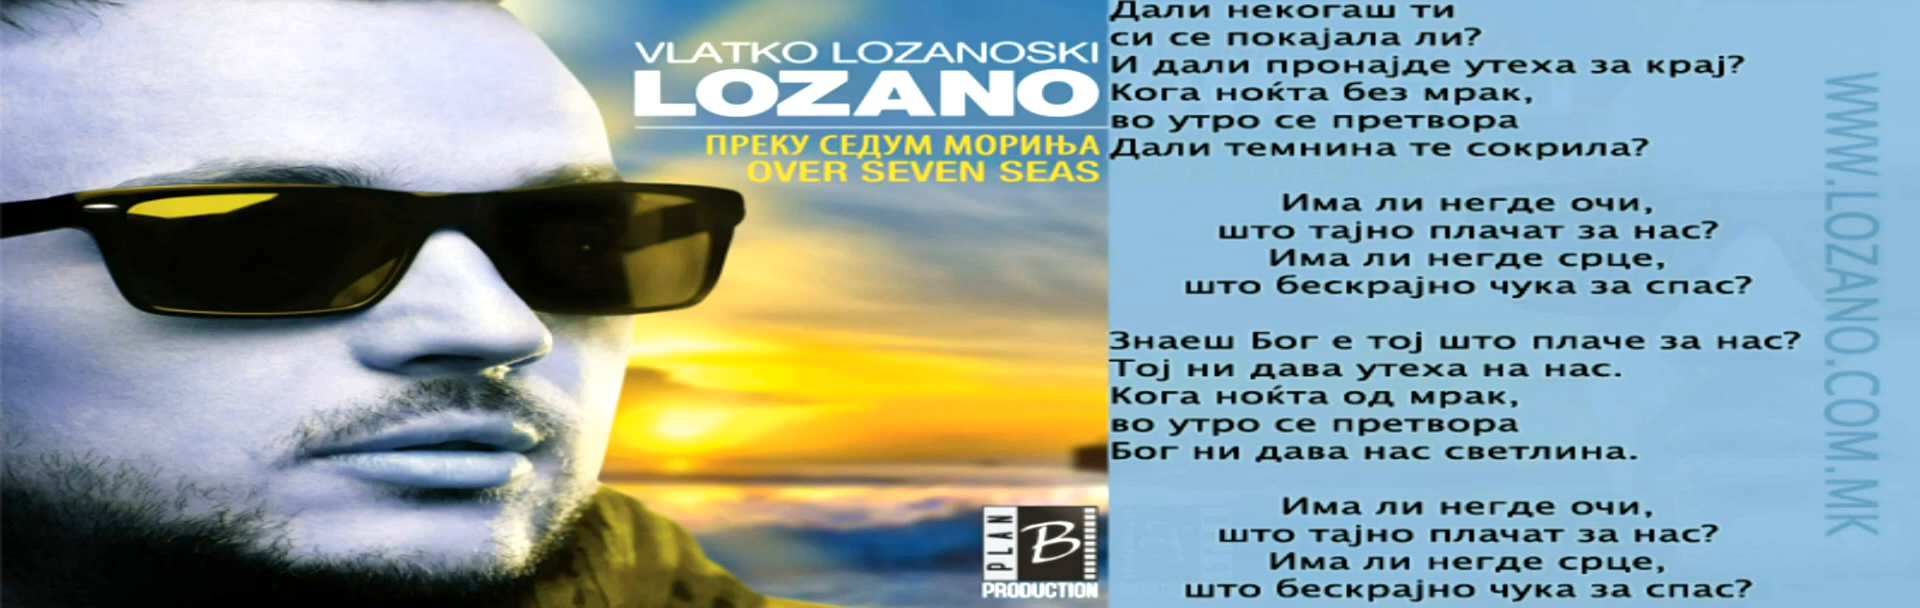 VLATKO LOZANOSKI
LOZANO
ПРЕКУ СЕДУМ МОРИЊА
OVER SEVEN SEAS
PLAN
B
PRODUCTION
Дали некогаш ти
си се покајала ли?
И дали пронајде утеха за крај?
Кога ноќта без мрак,
во утро се претвора
Дали темнина те сокрила?
Има ли негде очи,
што тајно плачат за нас?
Има ли негде срце,
што бескрајно чука за спас?
Знаеш Бог е тој што плаче за нас?
Тој ни дава утеха на нас.
Кога ноќта од мрак,
во утро се претвора
Бог ни дава нас светлина.
Има ли негде очи,
што тајно плачат за нас?
Има ли негде срце,
што бескрајно чука за спас?
WWW.LOZANO.COM.MK